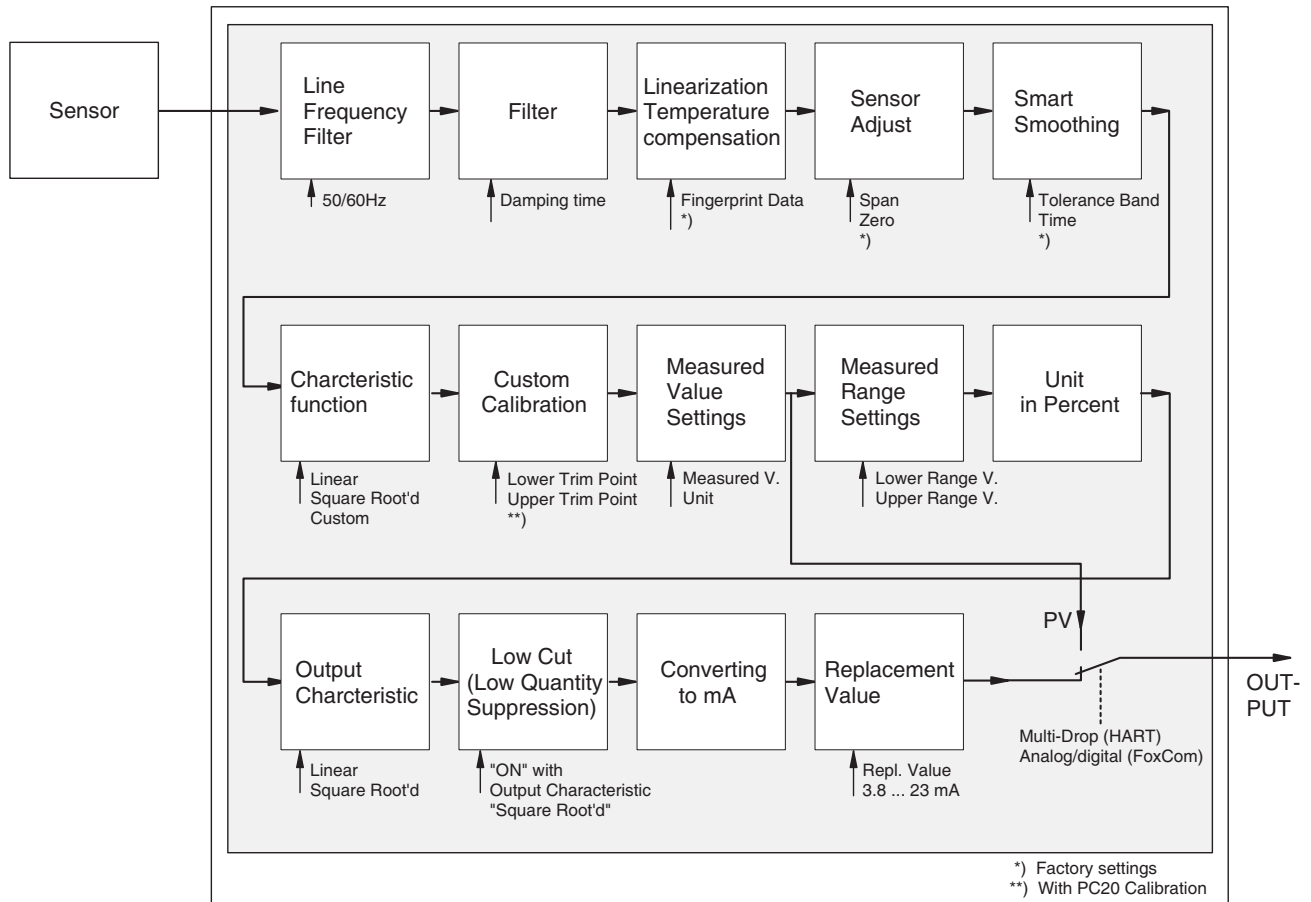 Sensor
Line
Frequency
Filter
Filter
Linearization
Temperature
compensation
Sensor
Adjust
Smart
Smoothing
50/60Hz
Damping time
Fingerprint Data
*)
Span
Zero
*)
Tolerance Band
Time
*)
Charcteristic
function
Custom
Calibration
Measured
Value
Settings
Measured
Range
Settings
Unit
in Percent
Linear
Square Root'd
Custom
Lower Trim Point
Upper Trim Point
**)
Measured V.
Unit
Lower Range V.
Upper Range V.
PV
Output
Charcteristic
Low Cut
(Low Quantity
Suppression)
Converting
to mA
Replacement
Value
OUT-
PUT
Multi-Drop (HART)
Analog/digital (FoxCom)
Linear
Square Root'd
"ON" with
Output Characteristic
"Square Root'd"
Repl. Value
3.8 ... 23 mA
*) Factory settings
**) With PC20 Calibration